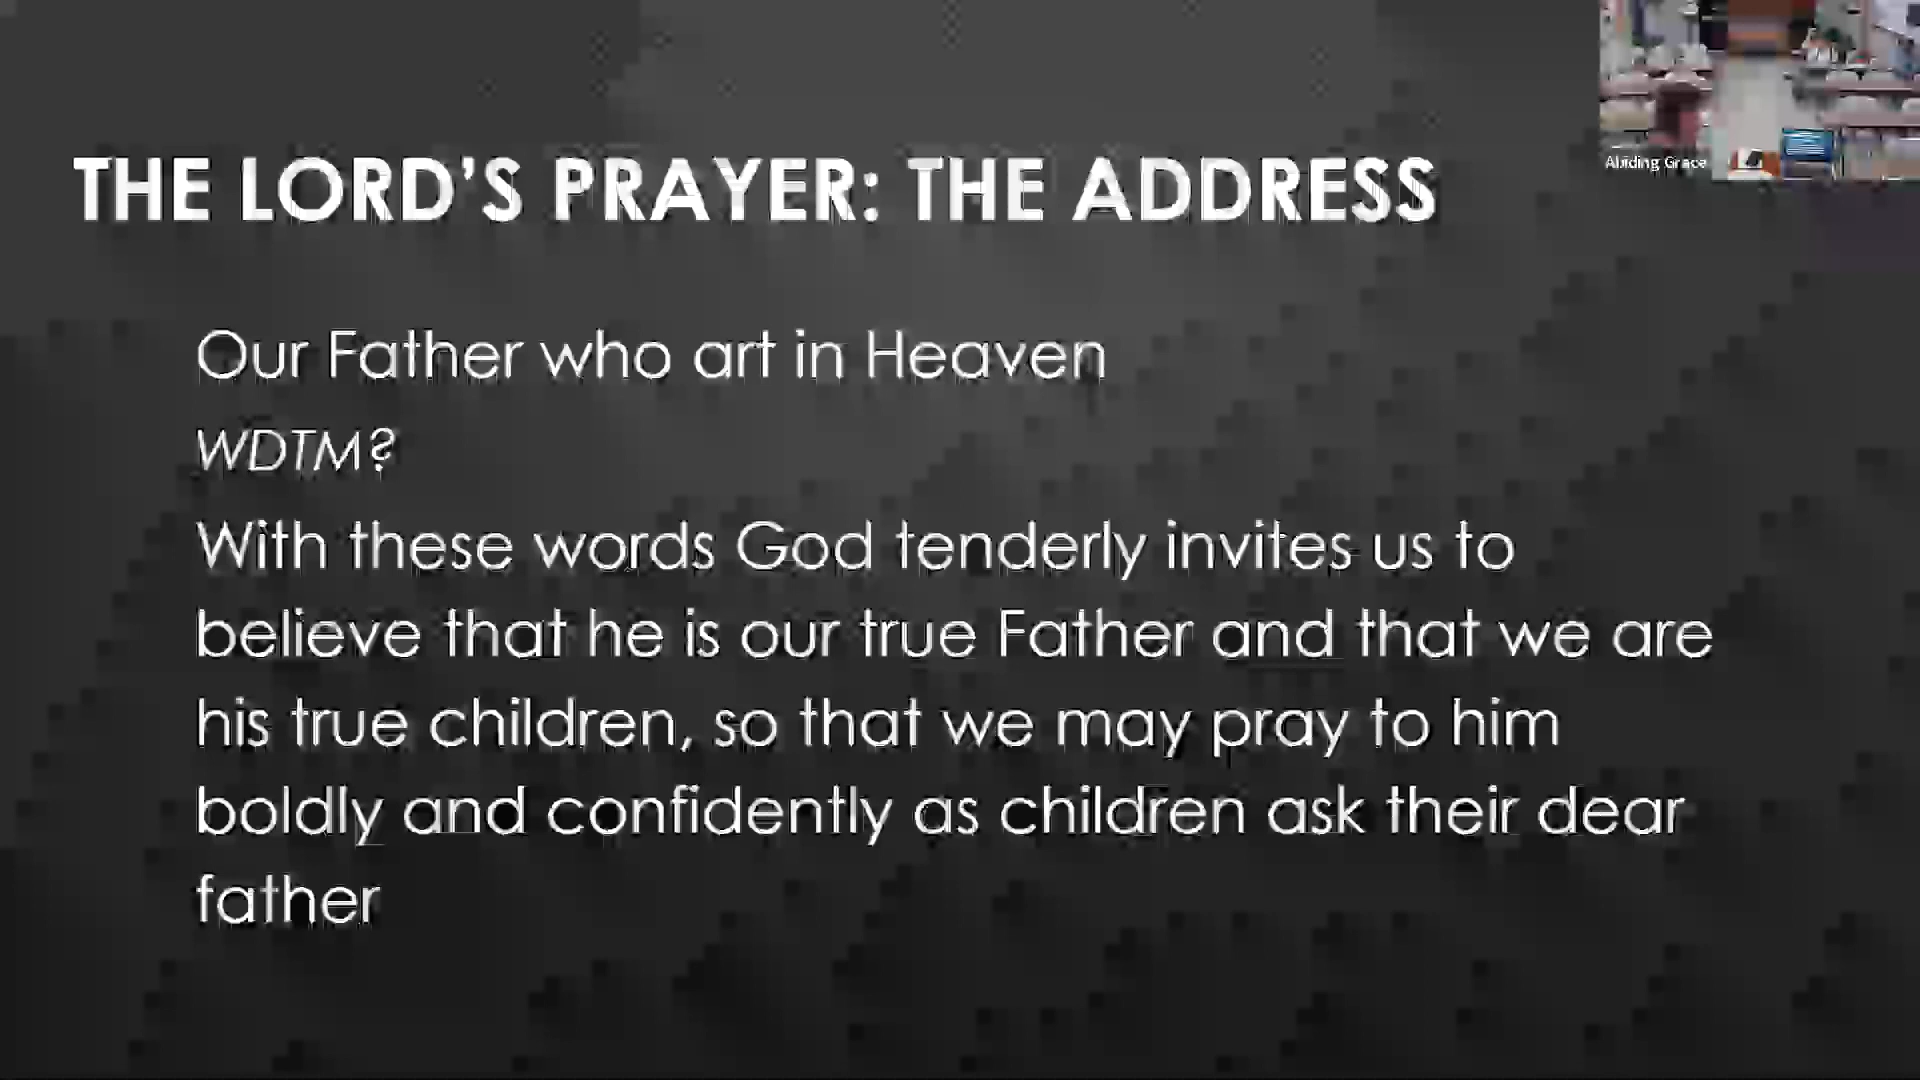 Abiding Grace
THE LORD’S PRAYER: THE ADDRESS
Our Father who art in Heaven
WDTM?
With these words God tenderly invites us to
believe that he is our true Father and that we are
his true children, so that we may pray to him
boldly and confidently as children ask their dear
father